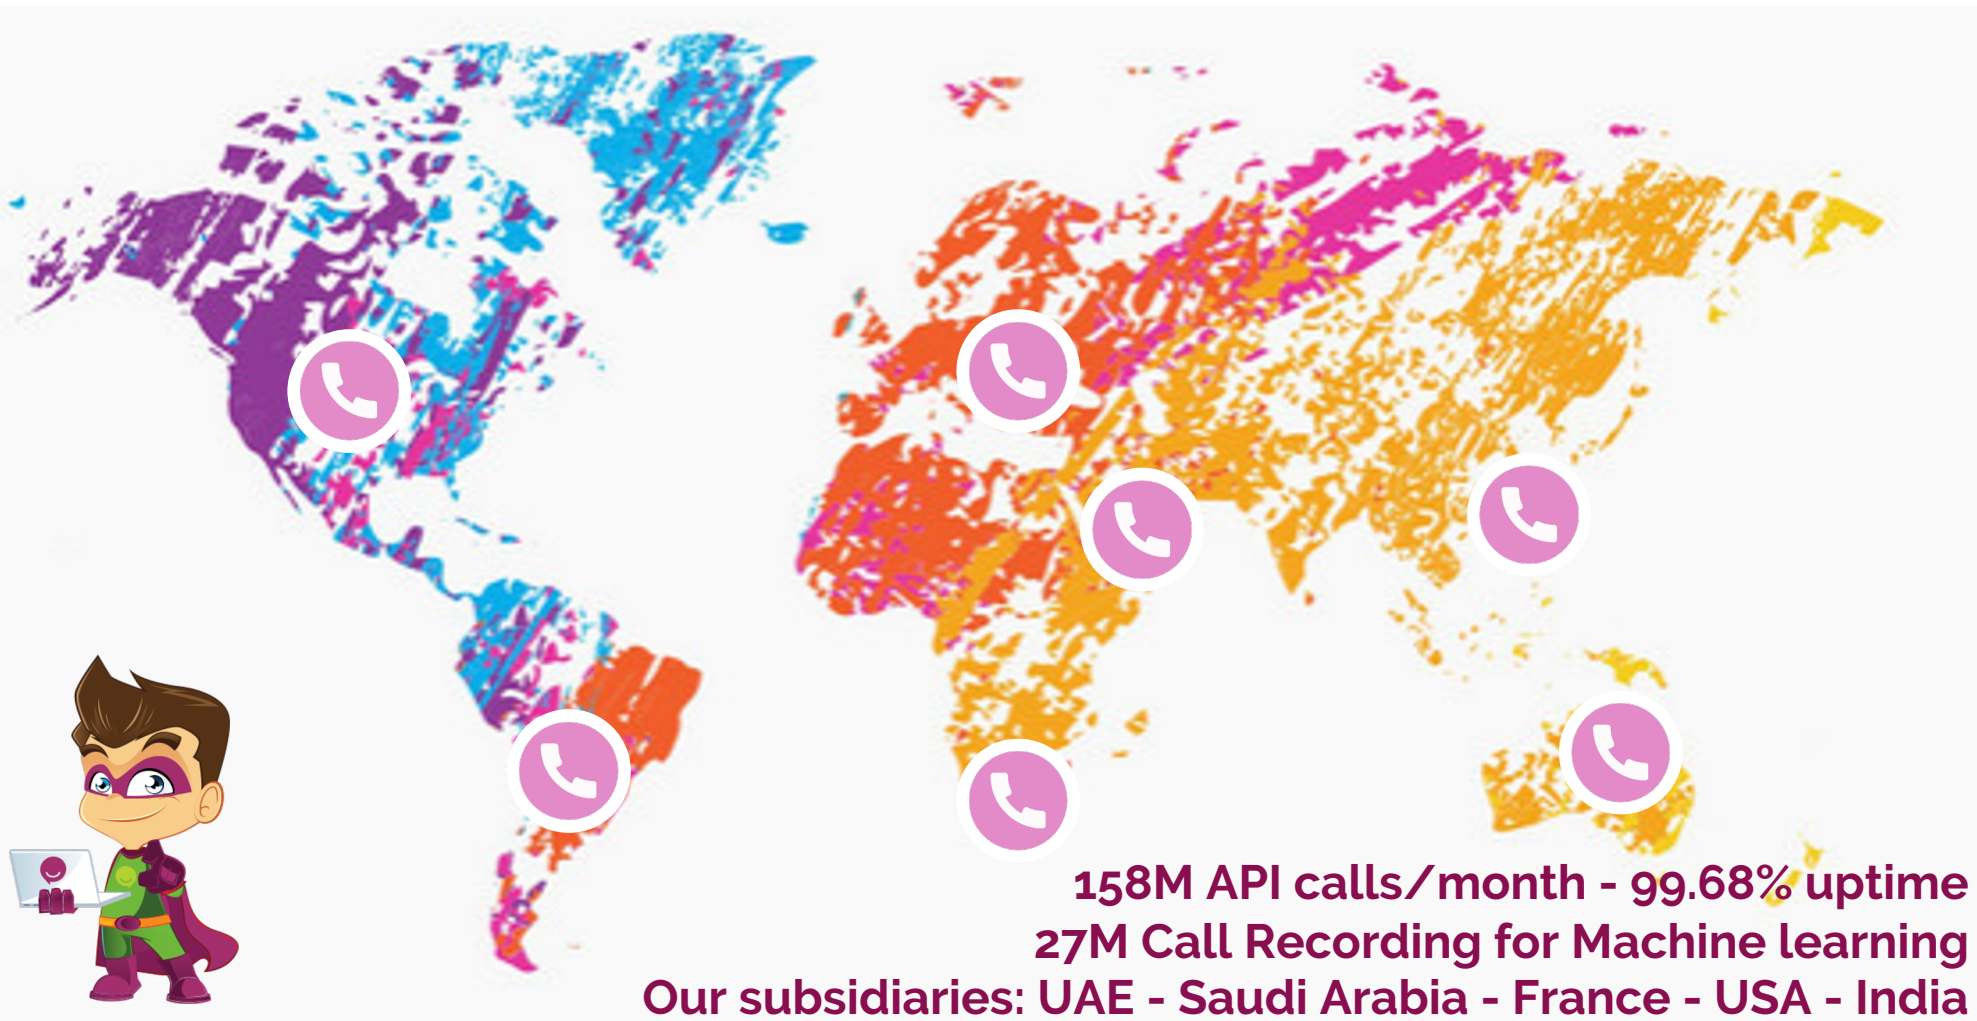 158M API calls/month - 99.68% uptime
27M Call Recording for Machine learning
Our subsidiaries: UAE - Saudi Arabia - France - USA - India